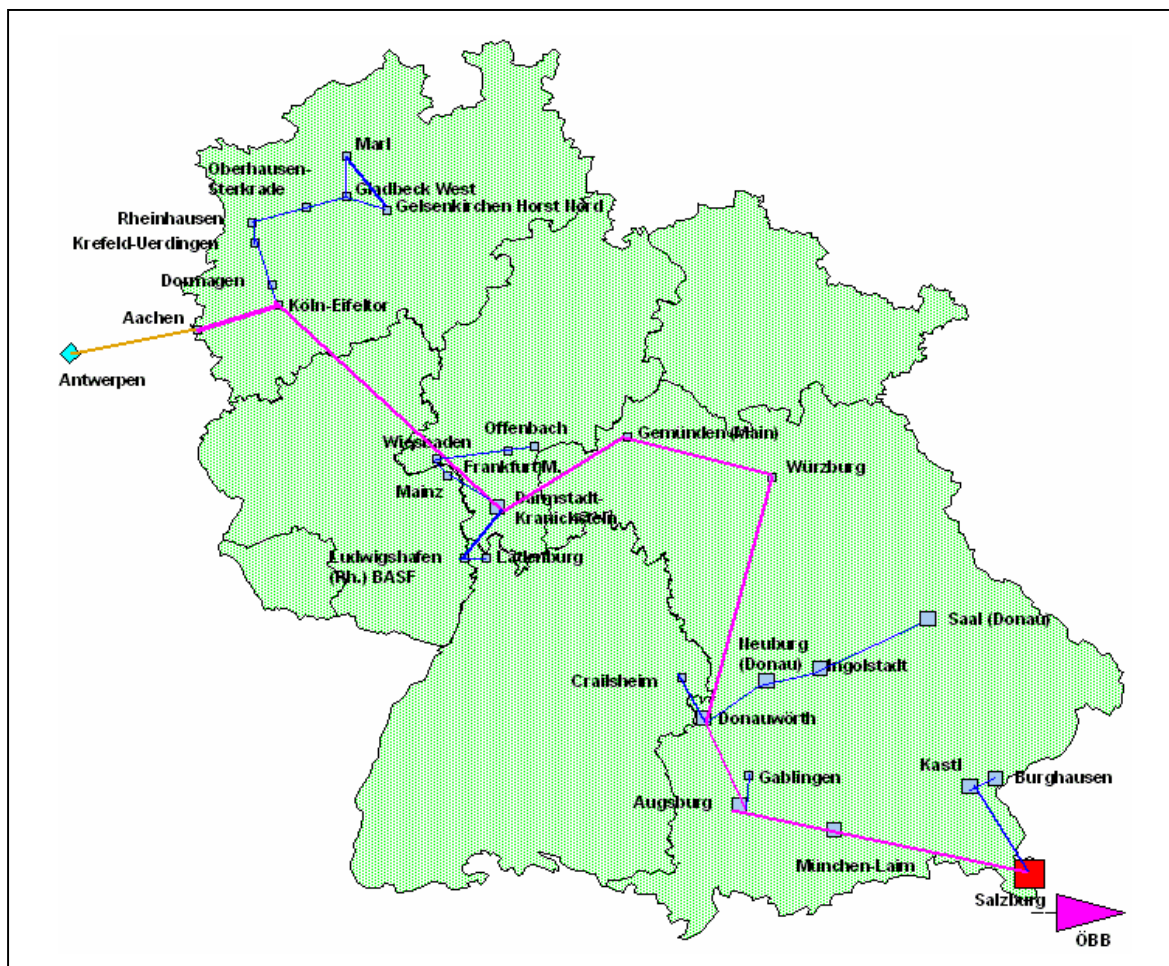 Marl
Oberhausen-
Sterkrade
Gladbeck West
Gelsenkirchen Horst Nord
Rheinhausen
Krefeld-Uerdingen
Dormagen
Köln-Eifeltor
Aachen
Antwerpen
Offenbach
Wiesbaden
Gemünden (Main)
Frankfurt M.
Würzburg
Mainz
Darmstadt-
Kranichstein
Ludwigshafen
(Rh.) BASF
Ladenburg
Saal (Donau)
Neuburg
(Donau)
Ingolstadt
Crailsheim
Donauwörth
Kastl
Burghausen
Gablingen
Augsburg
München-Laim
Salzburg
ÖBB